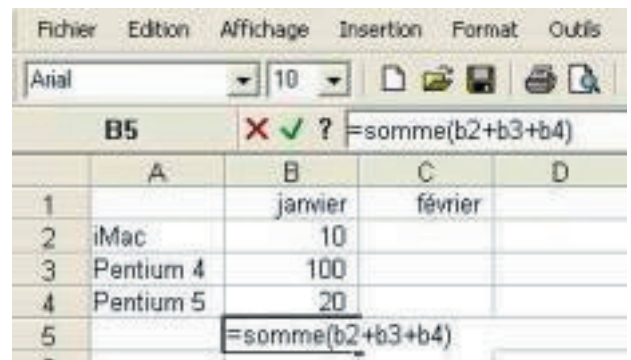 Fichier Edition Affichage Insertion Format Outils
Arial 10
B5 ? =somme(b2+b3+b4)
A B C D
1 janvier février
2 iMac 10
3 Pentium 4 100
4 Pentium 5 20
5 =somme(b2+b3+b4)